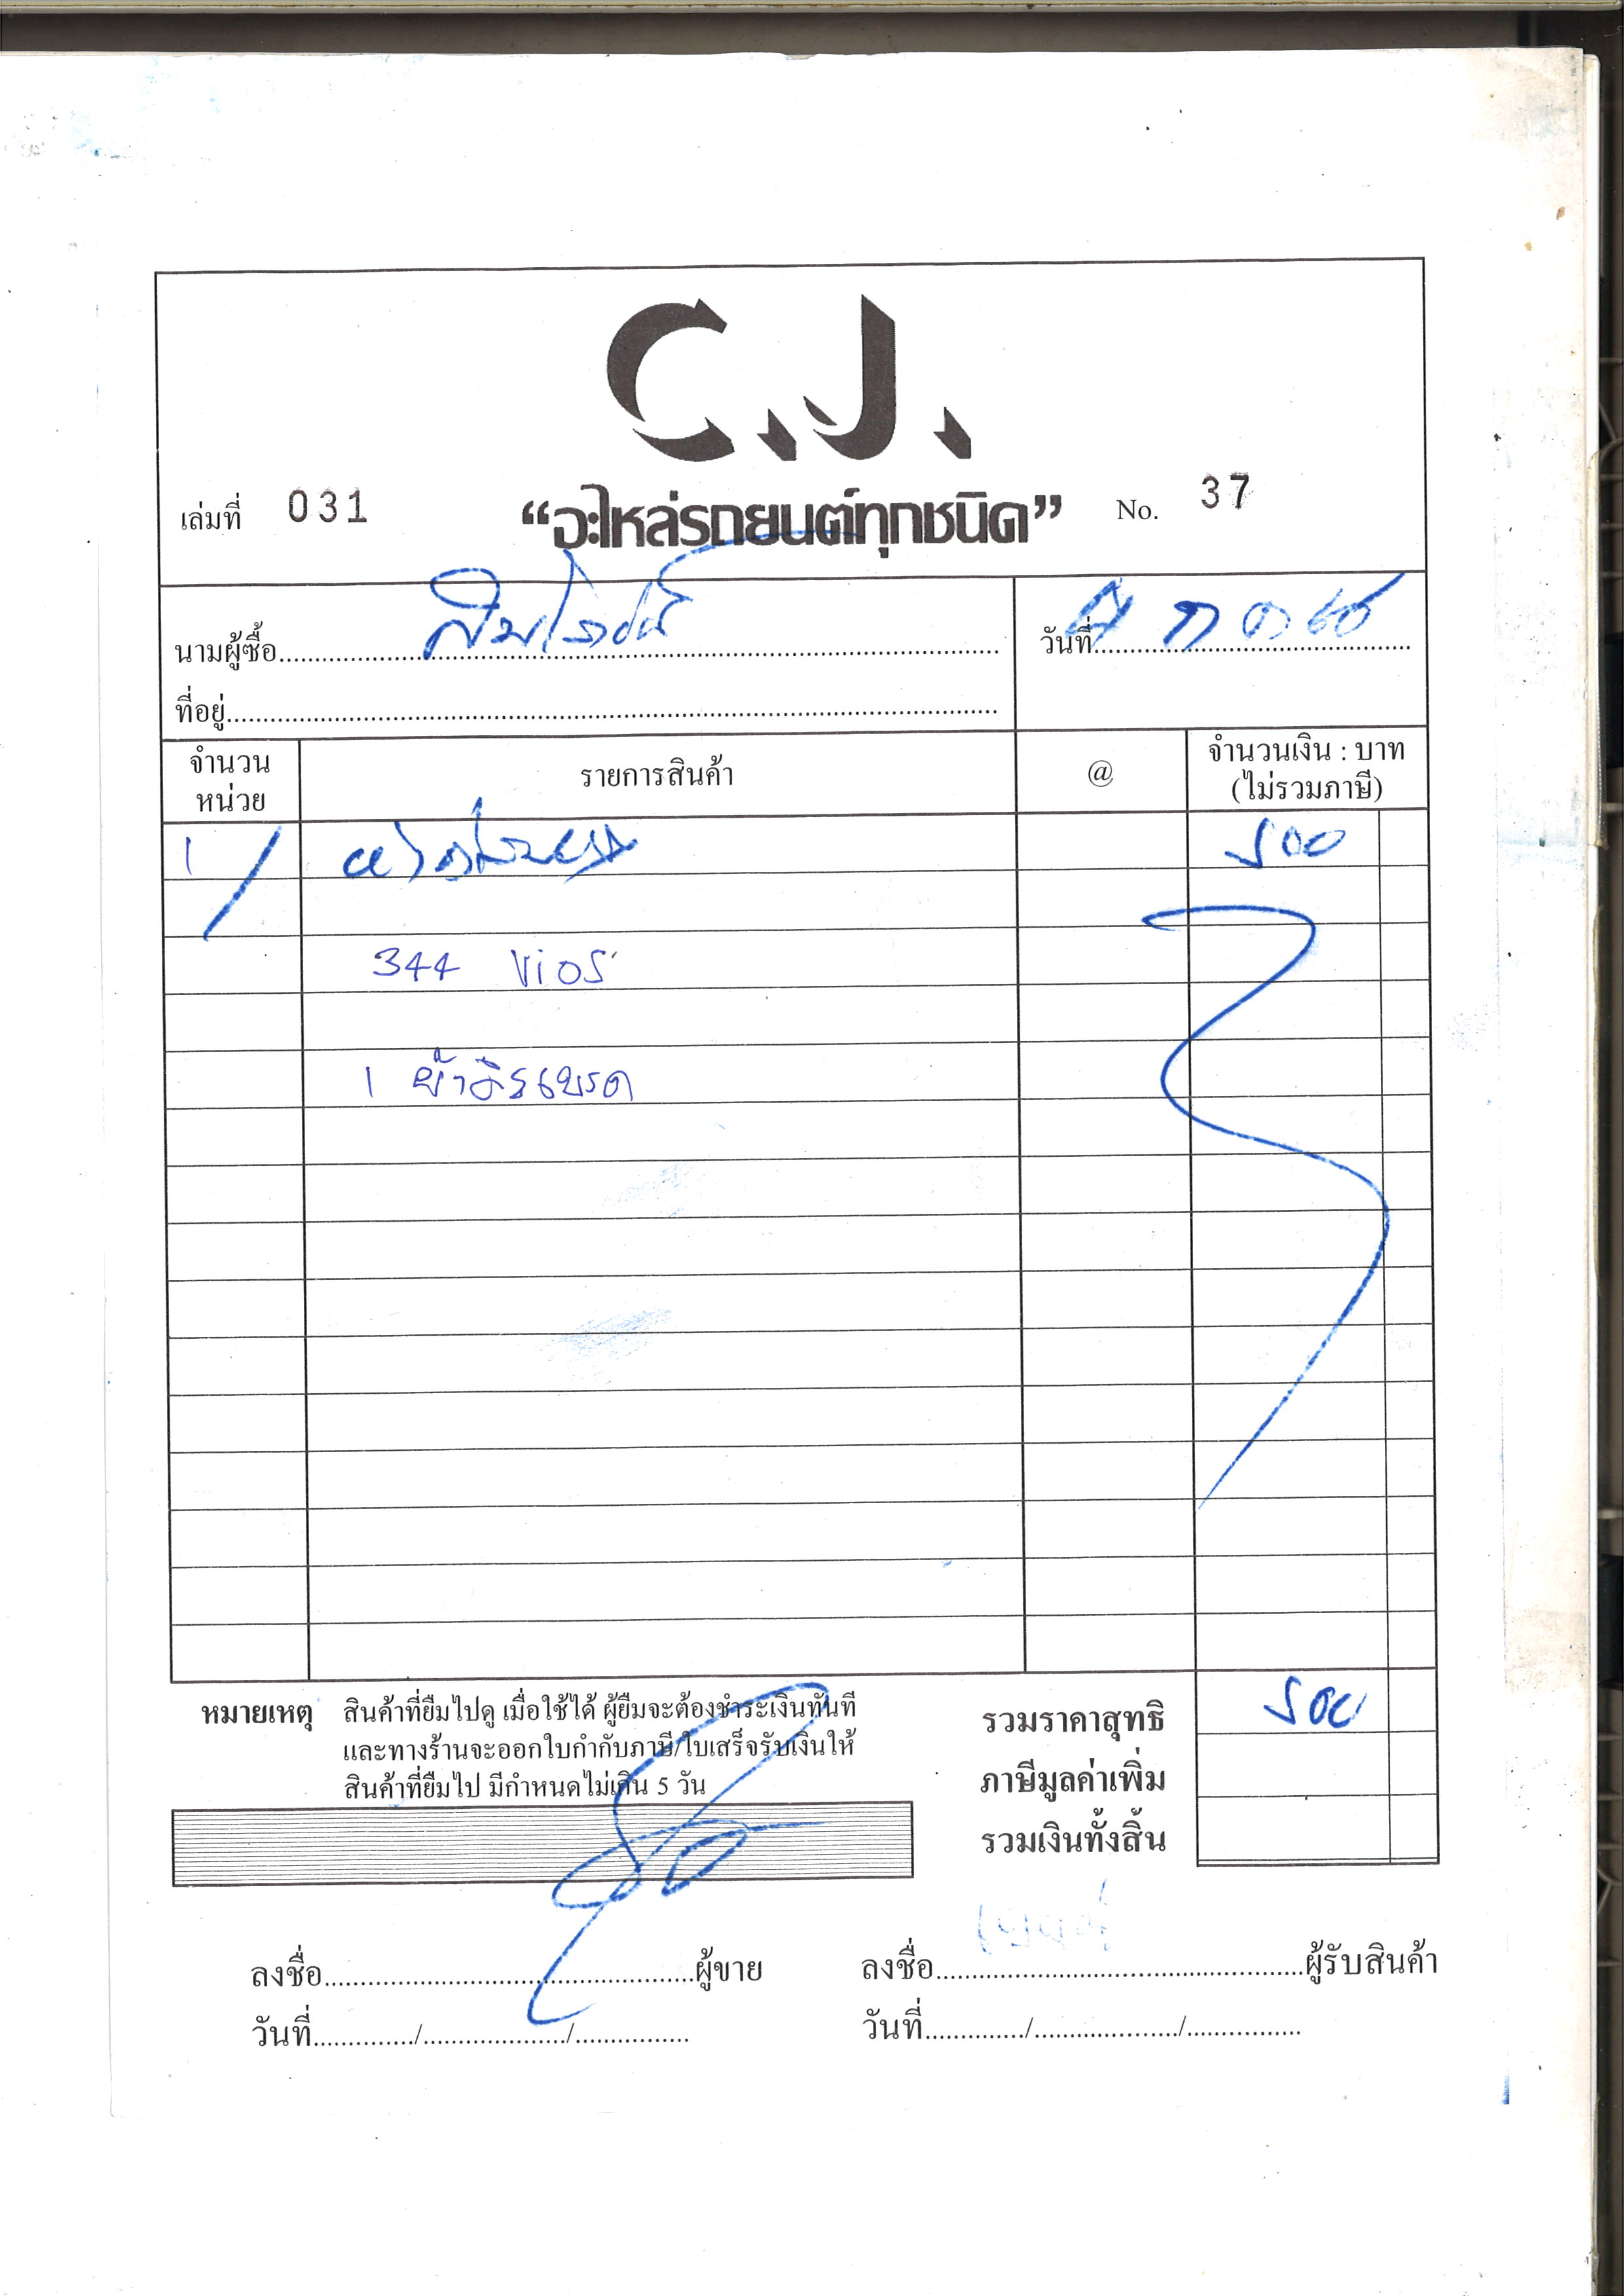 C.J.
เล่มที่ 031 “อะไหล่รถยนต์ทุกชนิด” No. 37
นามผู้ซื้อ
วันที่
ที่อยู่
จำนวน หน่วย รายการสินค้า @ จำนวนเงิน : บาท (ไม่รวมภาษี)
1 500
344 Vios
1 ผ้าดิสเบรค
หมายเหตุ สินค้าที่ยืมไปดู เมื่อใช้ได้ ผู้ยืมจะต้องชำระเงินทันที
และทางร้านจะออกใบกำกับภาษี/ใบเสร็จรับเงินให้
สินค้าที่ยืมไป มีกำหนดไม่เกิน 5 วัน
รวมราคาสุทธิ 500
ภาษีมูลค่าเพิ่ม
รวมเงินทั้งสิ้น
ลงชื่อ ผู้ขาย ลงชื่อ ผู้รับสินค้า
วันที่ / / วันที่ / /